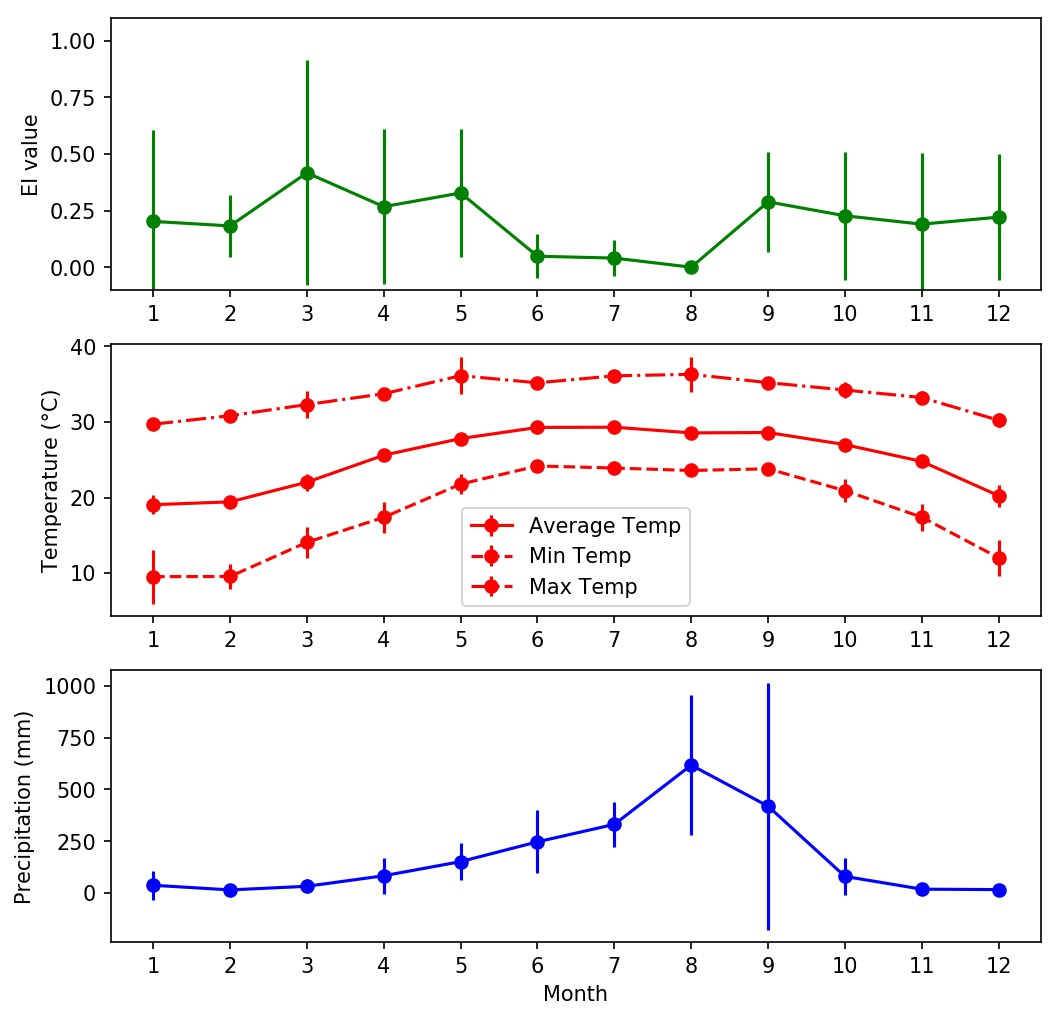 EI value
1.00
0.75
0.50
0.25
0.00
1 2 3 4 5 6 7 8 9 10 11 12
Temperature (°C)
40
30
20
10
Average Temp
Min Temp
Max Temp
1 2 3 4 5 6 7 8 9 10 11 12
Precipitation (mm)
1000
750
500
250
0
1 2 3 4 5 6 7 8 9 10 11 12
Month